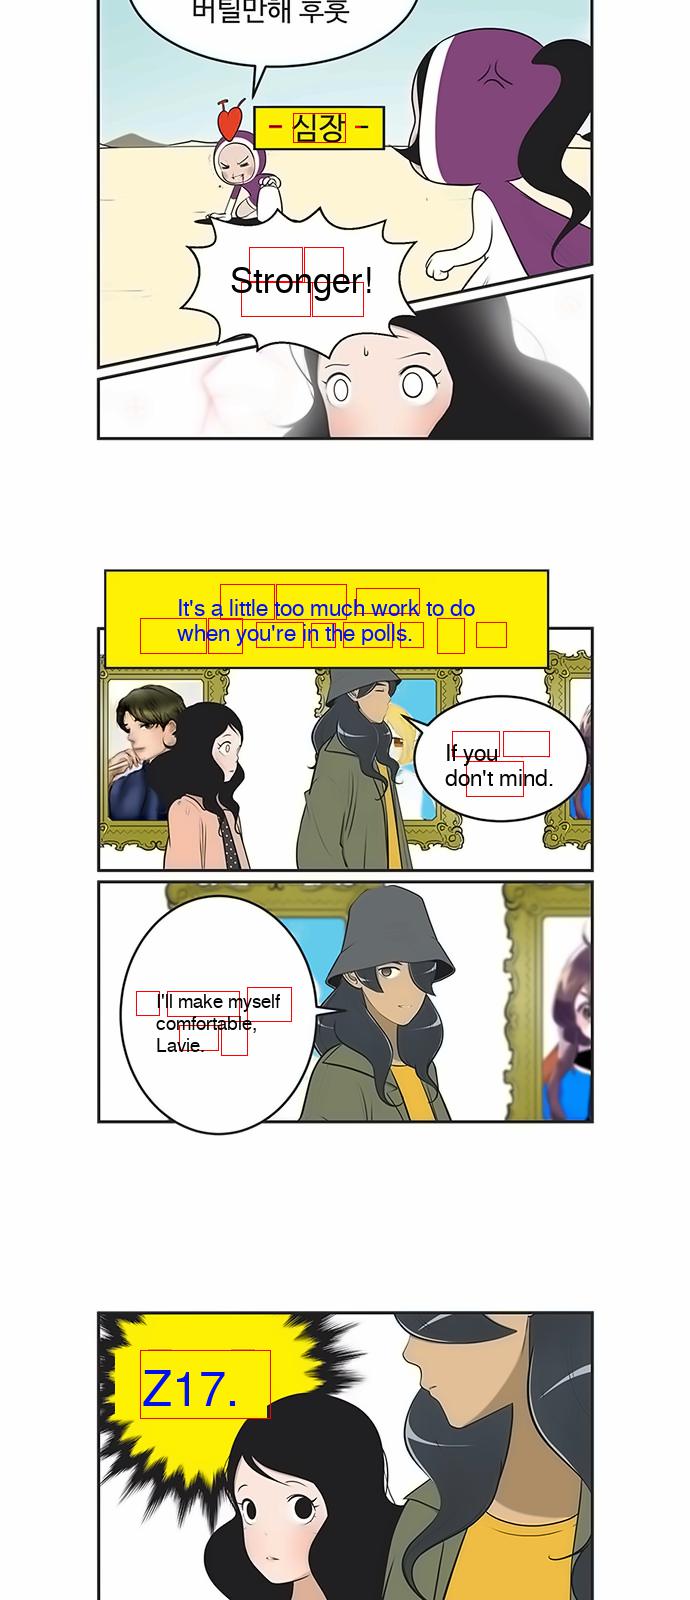 버틸만해 후훗
- 심장 -
Stronger!
It's a little too much work to do
when you're in the polls.
If you
don't mind.
I'll make myself
comfortable,
Lavie.
Z17.